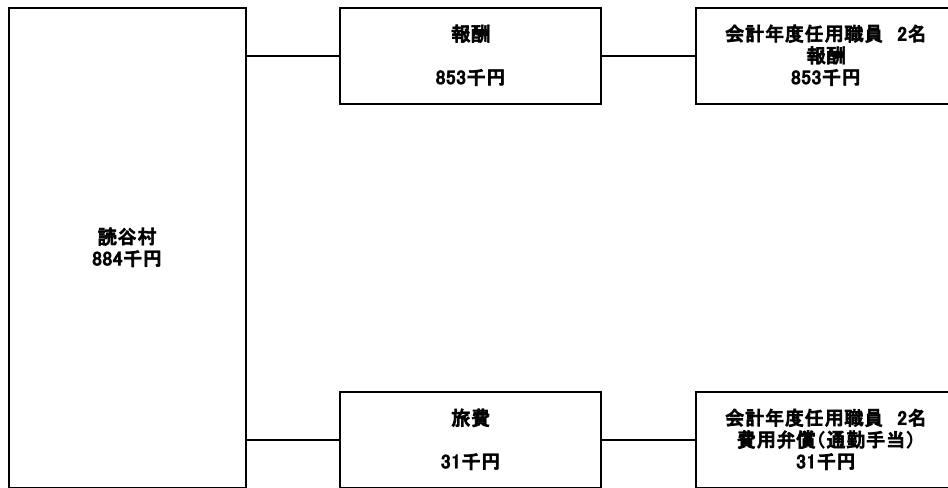 報酬
853千円
会計年度任用職員 2名
報酬
853千円
読谷村
884千円
旅費
31千円
会計年度任用職員 2名
費用弁償(通勤手当)
31千円